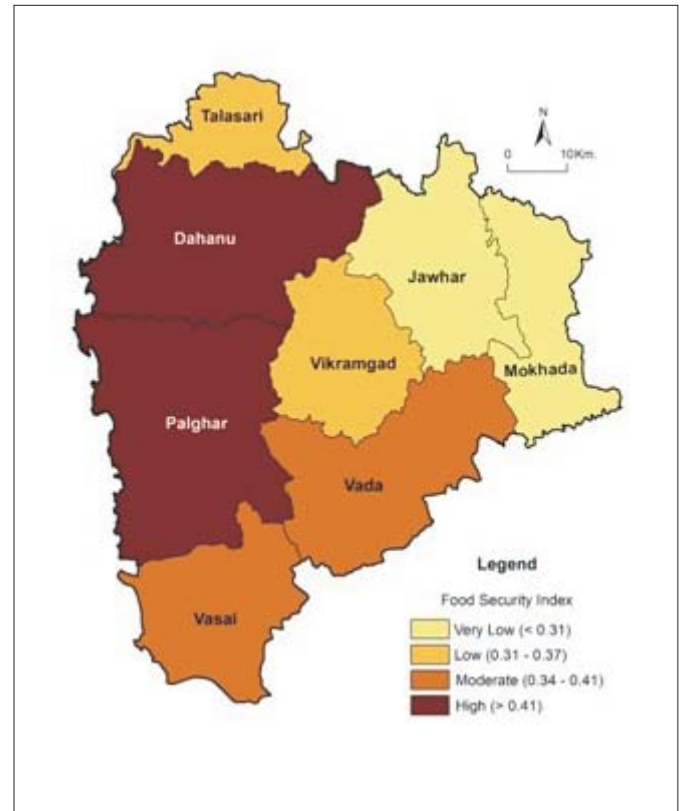 Talasari
N
0 10Km.
Dahanu
Jawhar
Vikramgad
Mokhada
Palghar
Vada
Vasai
Legend
Food Security Index
Very Low (< 0.31)
Low (0.31 - 0.37)
Moderate (0.34 - 0.41)
High (> 0.41)